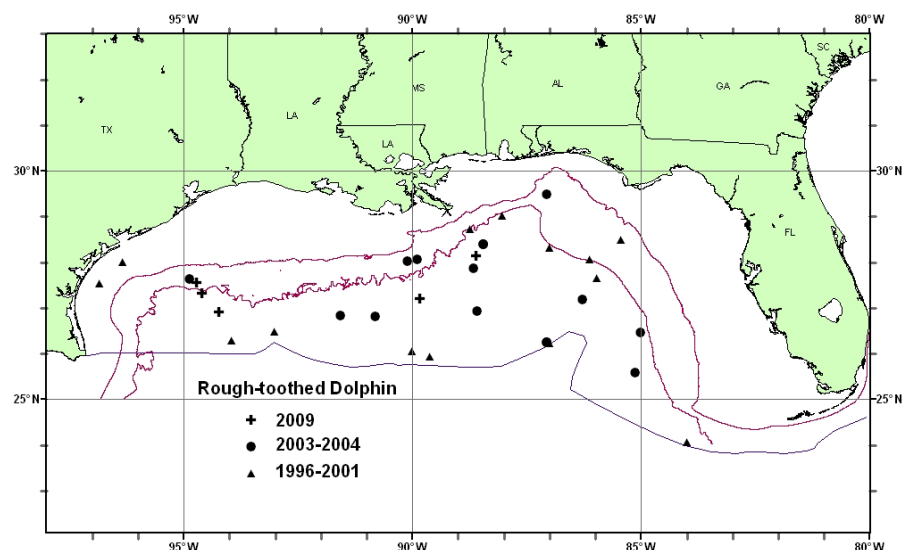 95°W 90°W 85°W 80°W
SC
MS AL GA
LA
TX
LA
30°N 30°N
FL
25°N 25°N
Rough-toothed Dolphin
2009
2003-2004
1996-2001
95°W 90°W 85°W 80°W